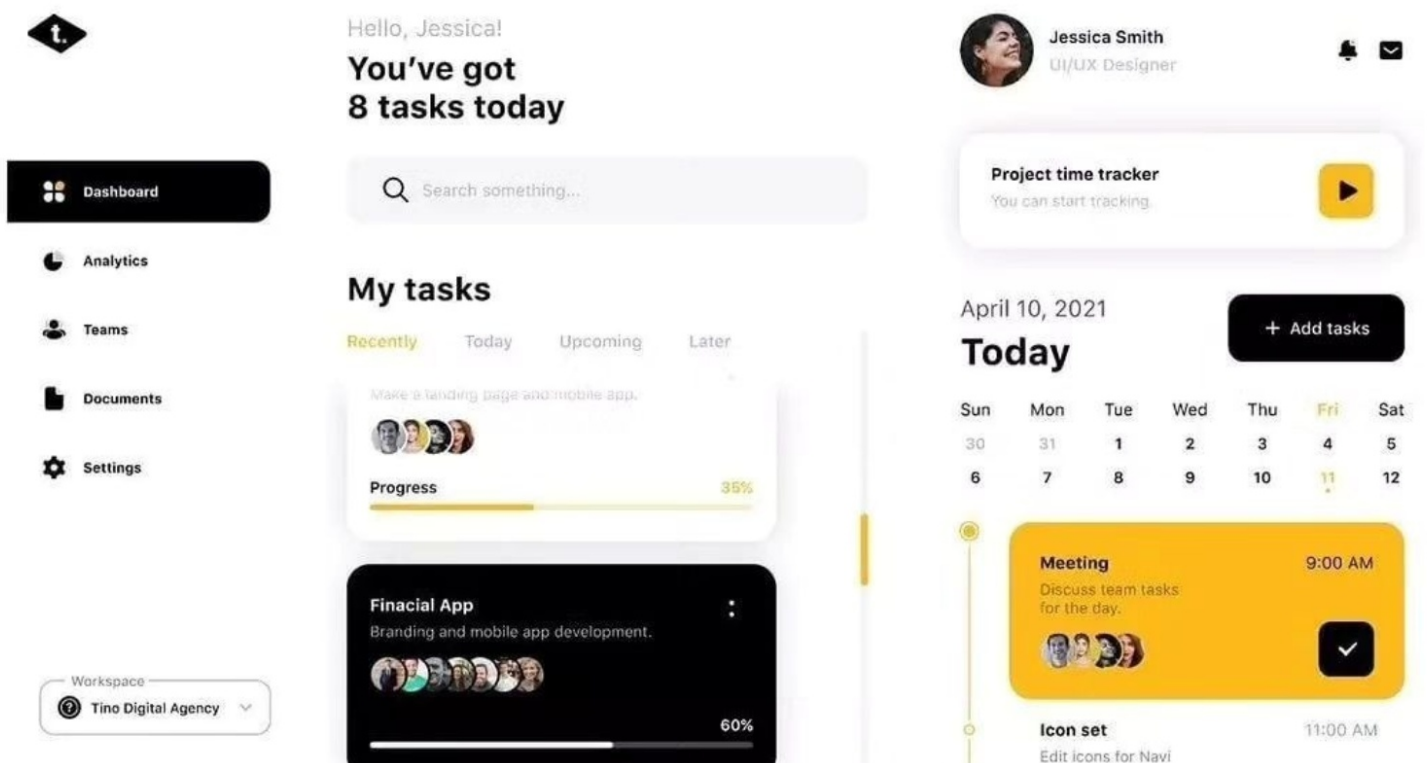 t.
Dashboard
Analytics
Teams
Documents
Settings
Workspace
Tino Digital Agency
Hello, Jessica!
You’ve got
8 tasks today
Search something...
My tasks
Recently Today Upcoming Later
Make a landing page and mobile app.
Progress 35%
Finacial App
Branding and mobile app development.
60%
Jessica Smith
UI/UX Designer
Project time tracker
You can start tracking.
April 10, 2021
Today
+ Add tasks
Sun Mon Tue Wed Thu Fri Sat
30 31 1 2 3 4 5
6 7 8 9 10 11 12
Meeting 9:00 AM
Discuss team tasks
for the day.
Icon set 11:00 AM
Edit icons for Navi